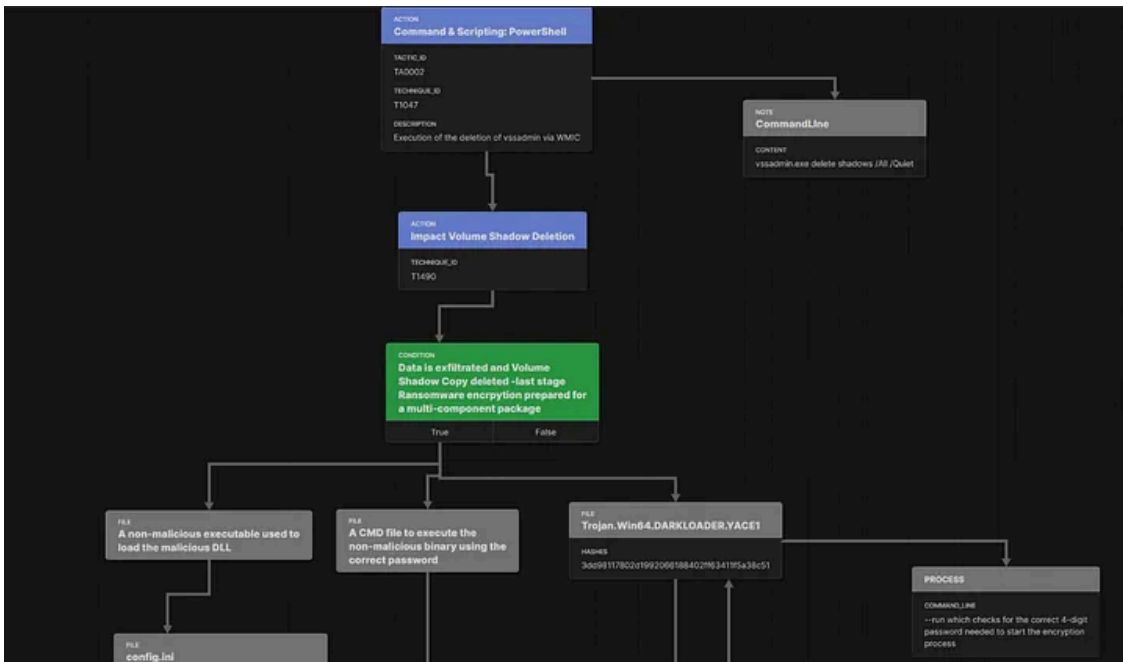 ACTION
Command & Scripting: PowerShell
TACTIC_ID
TA0002
TECHNIQUE_ID
T1047
DESCRIPTION
Execution of the deletion of vssadmin via WMIC
NOTE
CommandLine
CONTENT
vssadmin.exe delete shadows /All /Quiet
ACTION
Impact Volume Shadow Deletion
TECHNIQUE_ID
T1490
CONDITION
Data is exfiltrated and Volume
Shadow Copy deleted -last stage
Ransomware encrpytion prepared for
a multi-component package
True
False
FILE
A non-malicious executable used to
load the malicious DLL
FILE
A CMD file to execute the
non-malicious binary using the
correct password
FILE
Trojan.Win64.DARKLOADER.YACE1
HASHES
3dd98117802d1992066188402ff63411f5a38c51
PROCESS
COMMAND_LINE
--run which checks for the correct 4-digit
password needed to start the encryption
process
FILE
config.ini